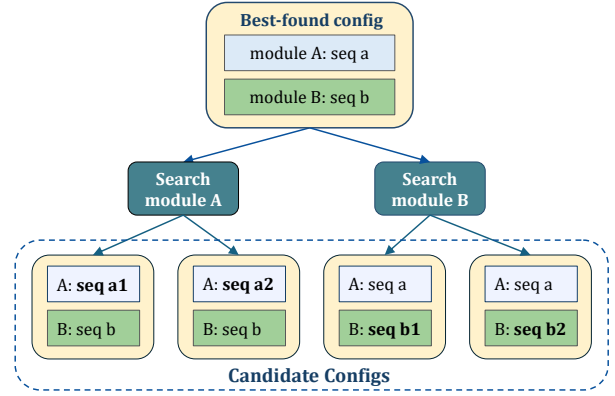 Best-found config
module A: seq a
module B: seq b
Search
module A
Search
module B
A: seq a1
B: seq b
A: seq a2
B: seq b
A: seq a
B: seq b1
A: seq a
B: seq b2
Candidate Configs